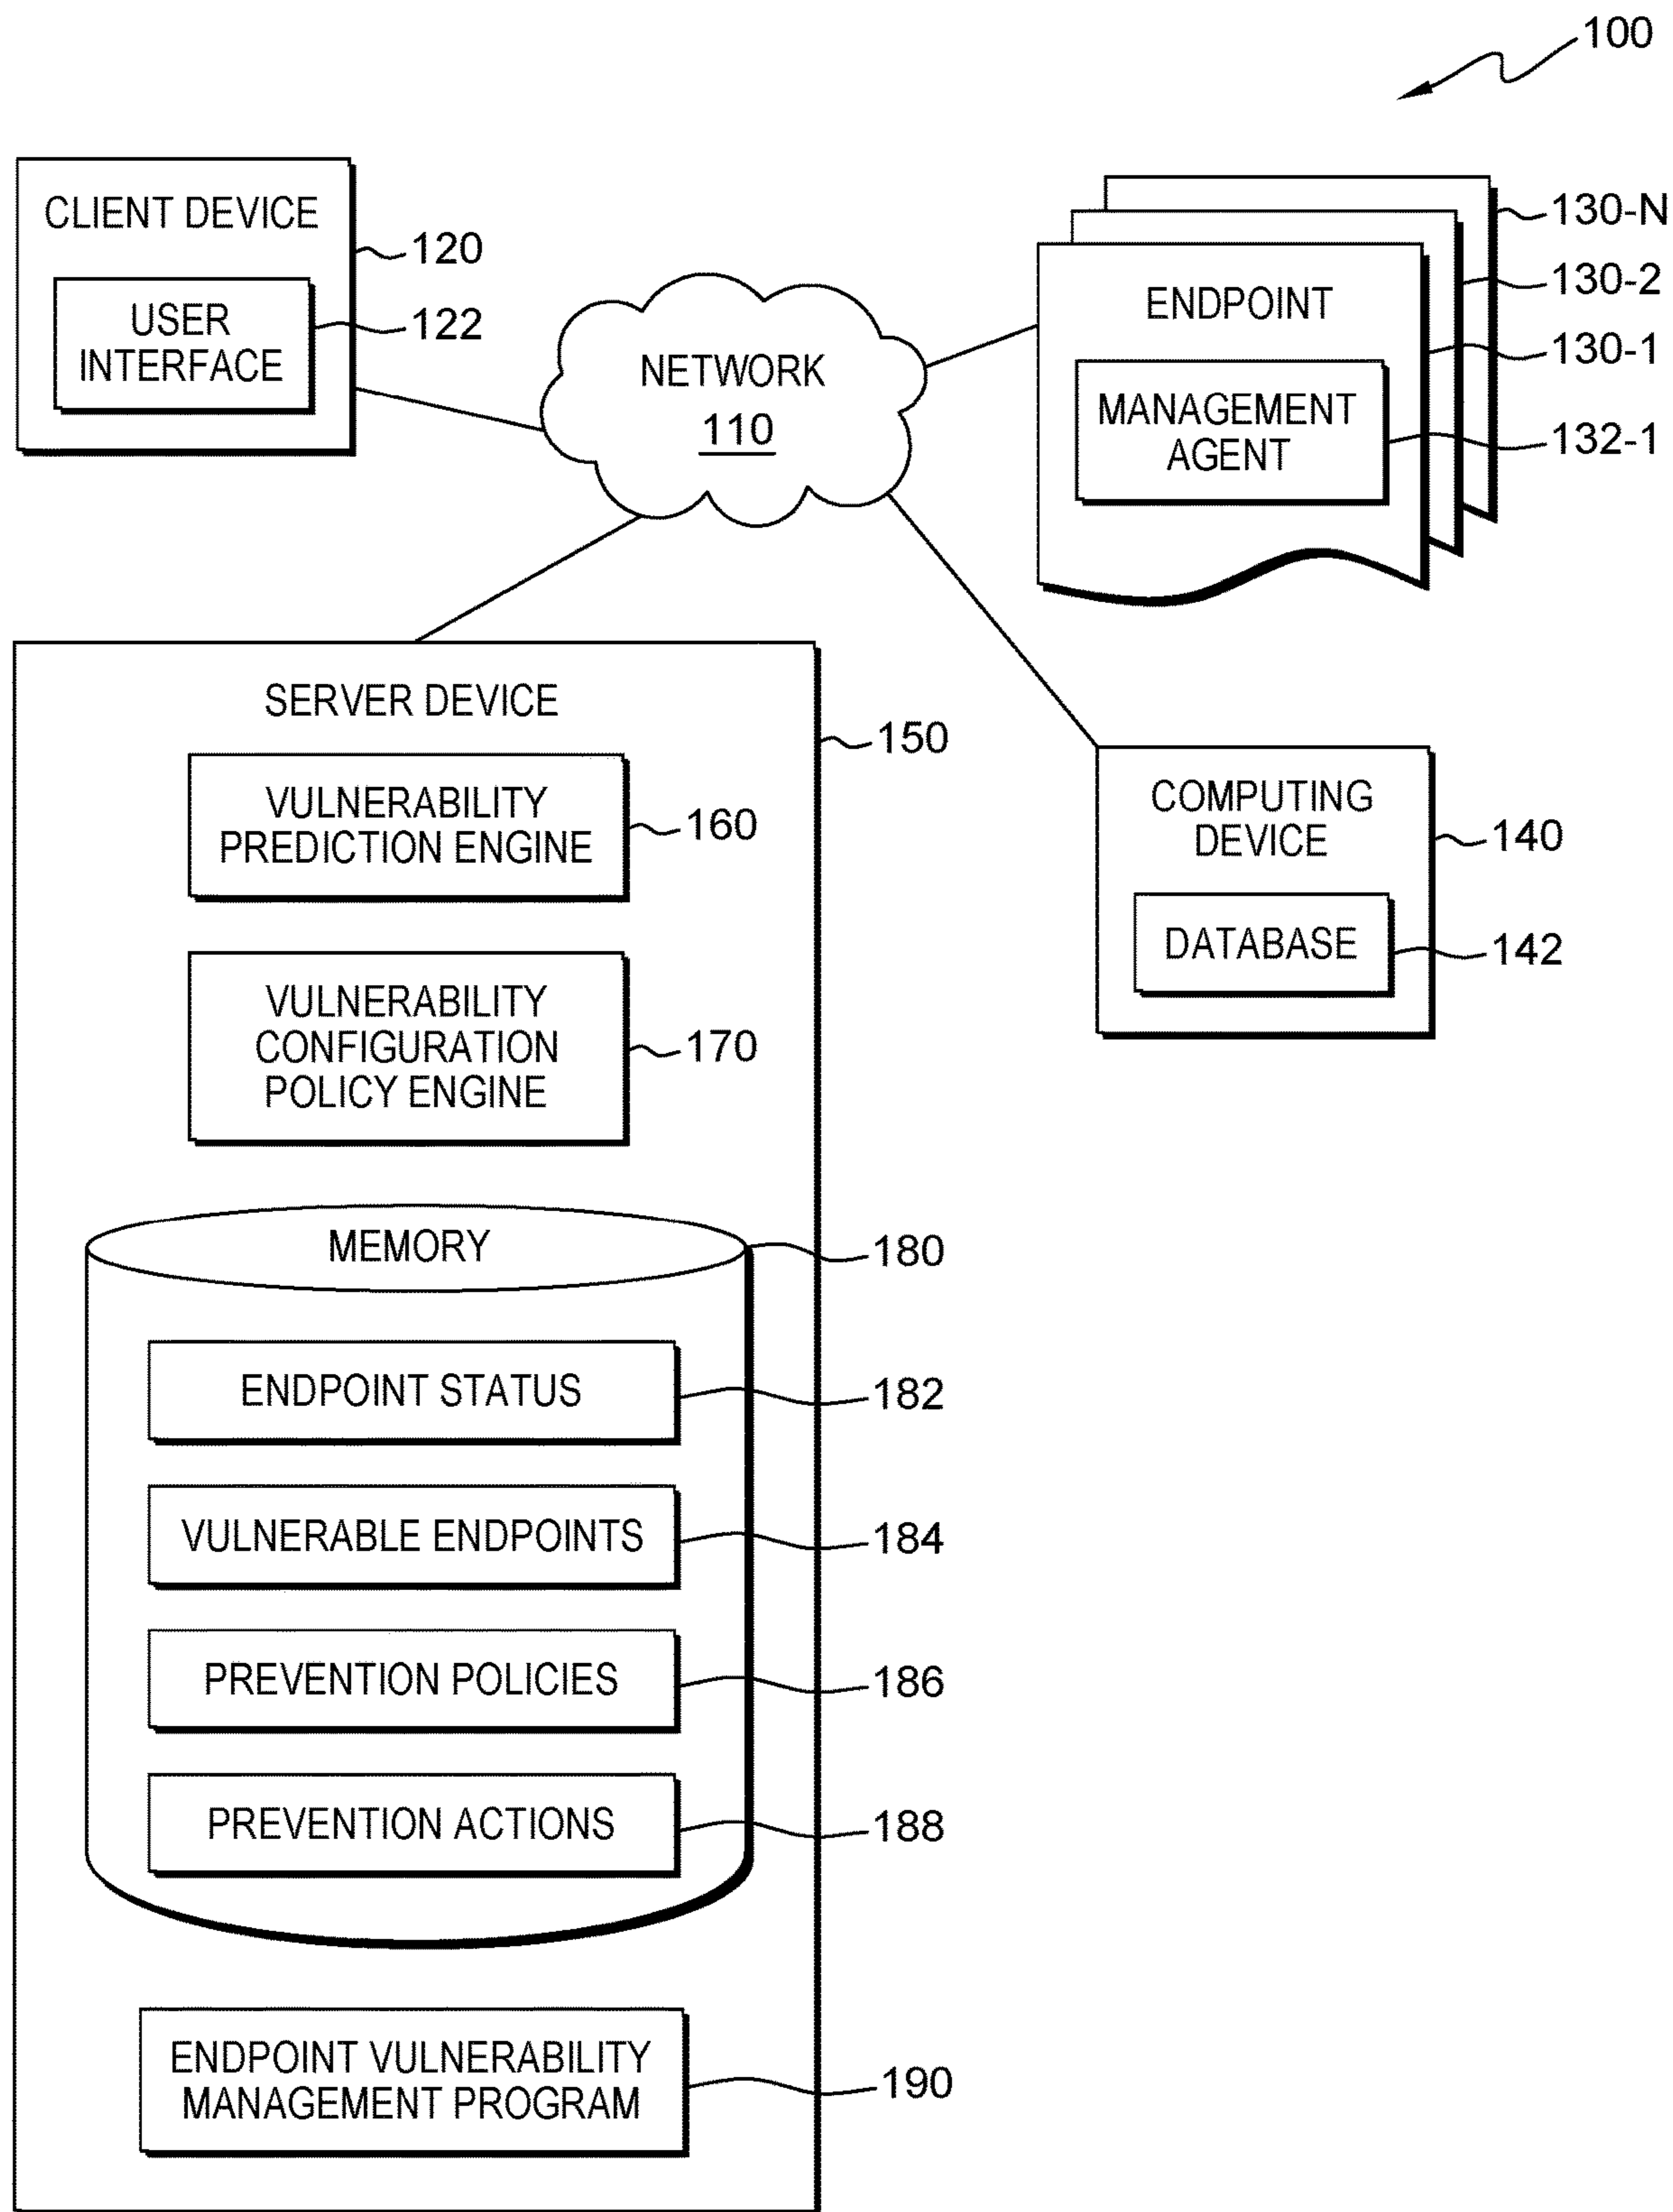 100
CLIENT DEVICE
120
USER
INTERFACE
122
NETWORK
110
130-N
130-2
130-1
ENDPOINT
MANAGEMENT
AGENT
132-1
SERVER DEVICE
150
VULNERABILITY
PREDICTION ENGINE
160
VULNERABILITY
CONFIGURATION
POLICY ENGINE
170
COMPUTING
DEVICE
140
DATABASE
142
MEMORY
180
ENDPOINT STATUS
182
VULNERABLE ENDPOINTS
184
PREVENTION POLICIES
186
PREVENTION ACTIONS
188
ENDPOINT VULNERABILITY
MANAGEMENT PROGRAM
190